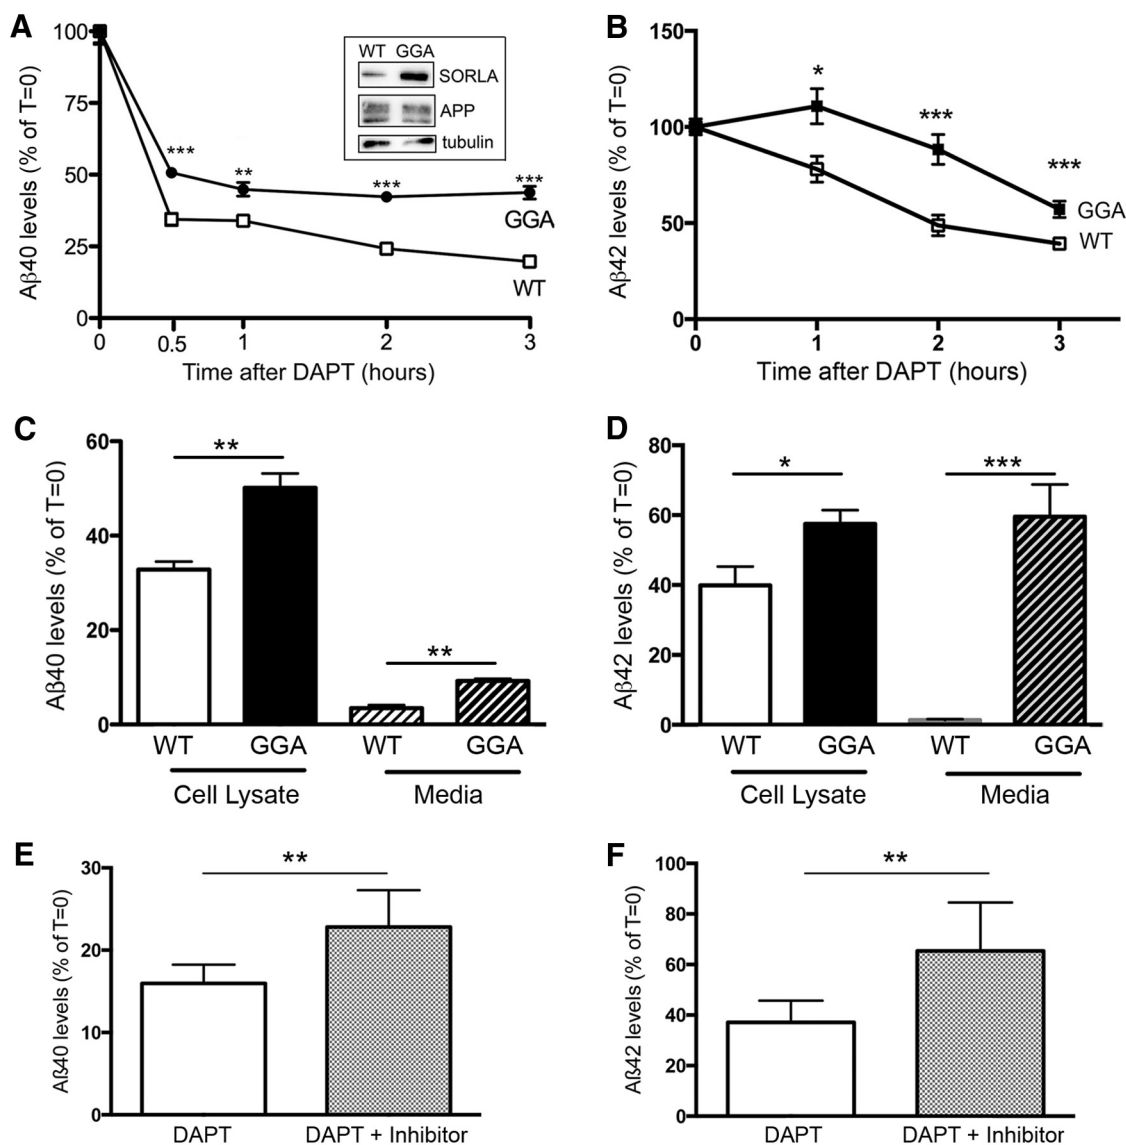 A
Aβ40 levels (% of T=0)
100
75
50
25
0
***
**
***
***
GGA
WT
WT GGA
SORLA
APP
tubulin
0 0.5 1 2 3
Time after DAPT (hours)
B
Aβ42 levels (% of T=0)
150
100
50
0
*
***
***
GGA
WT
0 1 2 3
Time after DAPT (hours)
C
Aβ40 levels (% of T=0)
60
40
20
0
**
**
WT GGA WT GGA
Cell Lysate Media
D
Aβ42 levels (% of T=0)
80
60
40
20
0
*
***
WT GGA WT GGA
Cell Lysate Media
E
Aß40 levels (% of T=0)
30
20
10
0
**
DAPT DAPT + Inhibitor
F
Aß42 levels (% of T=0)
100
80
60
40
20
0
**
DAPT DAPT + Inhibitor